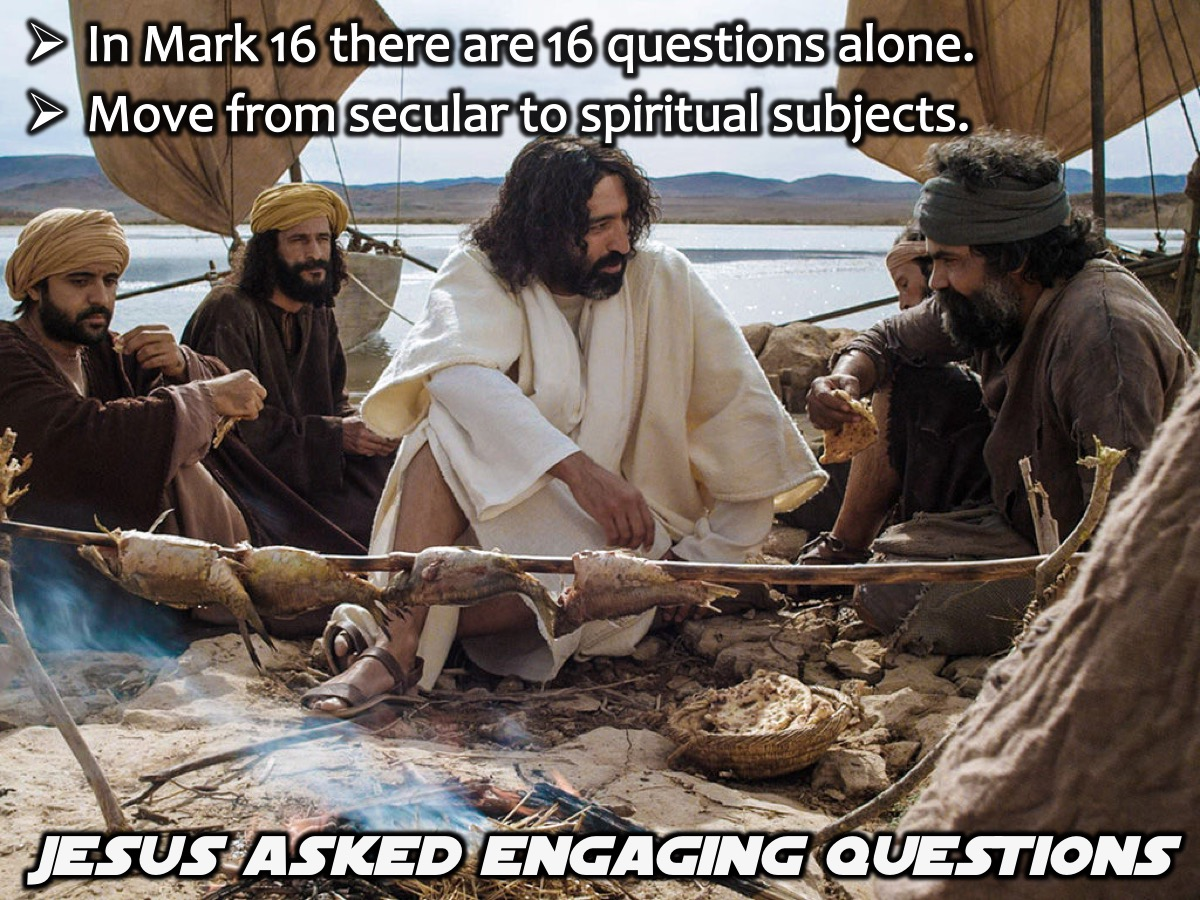 ➢ In Mark 16 there are 16 questions alone.
➢ Move from secular to spiritual subjects.
JESUS ASKED ENGAGING QUESTIONS